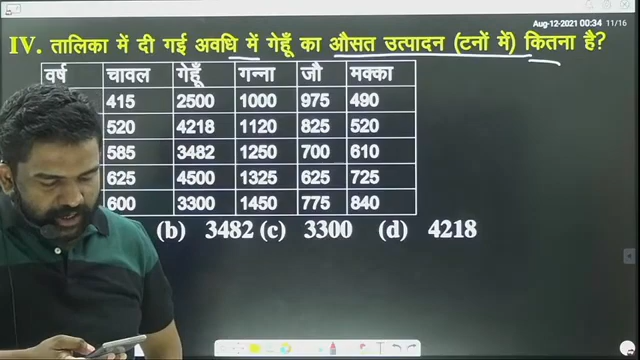 Aug-12-2021 00:34 11/16
IV. तालिका में दी गई अवधि में गेहूँ का औसत उत्पादन (टनों में) कितना है?
वर्ष चावल गेहूँ गन्ना जौ मक्का
415 2500 1000 975 490
520 4218 1120 825 520
585 3482 1250 700 610
625 4500 1325 625 725
600 3300 1450 775 840
(b) 3482 (c) 3300 (d) 4218